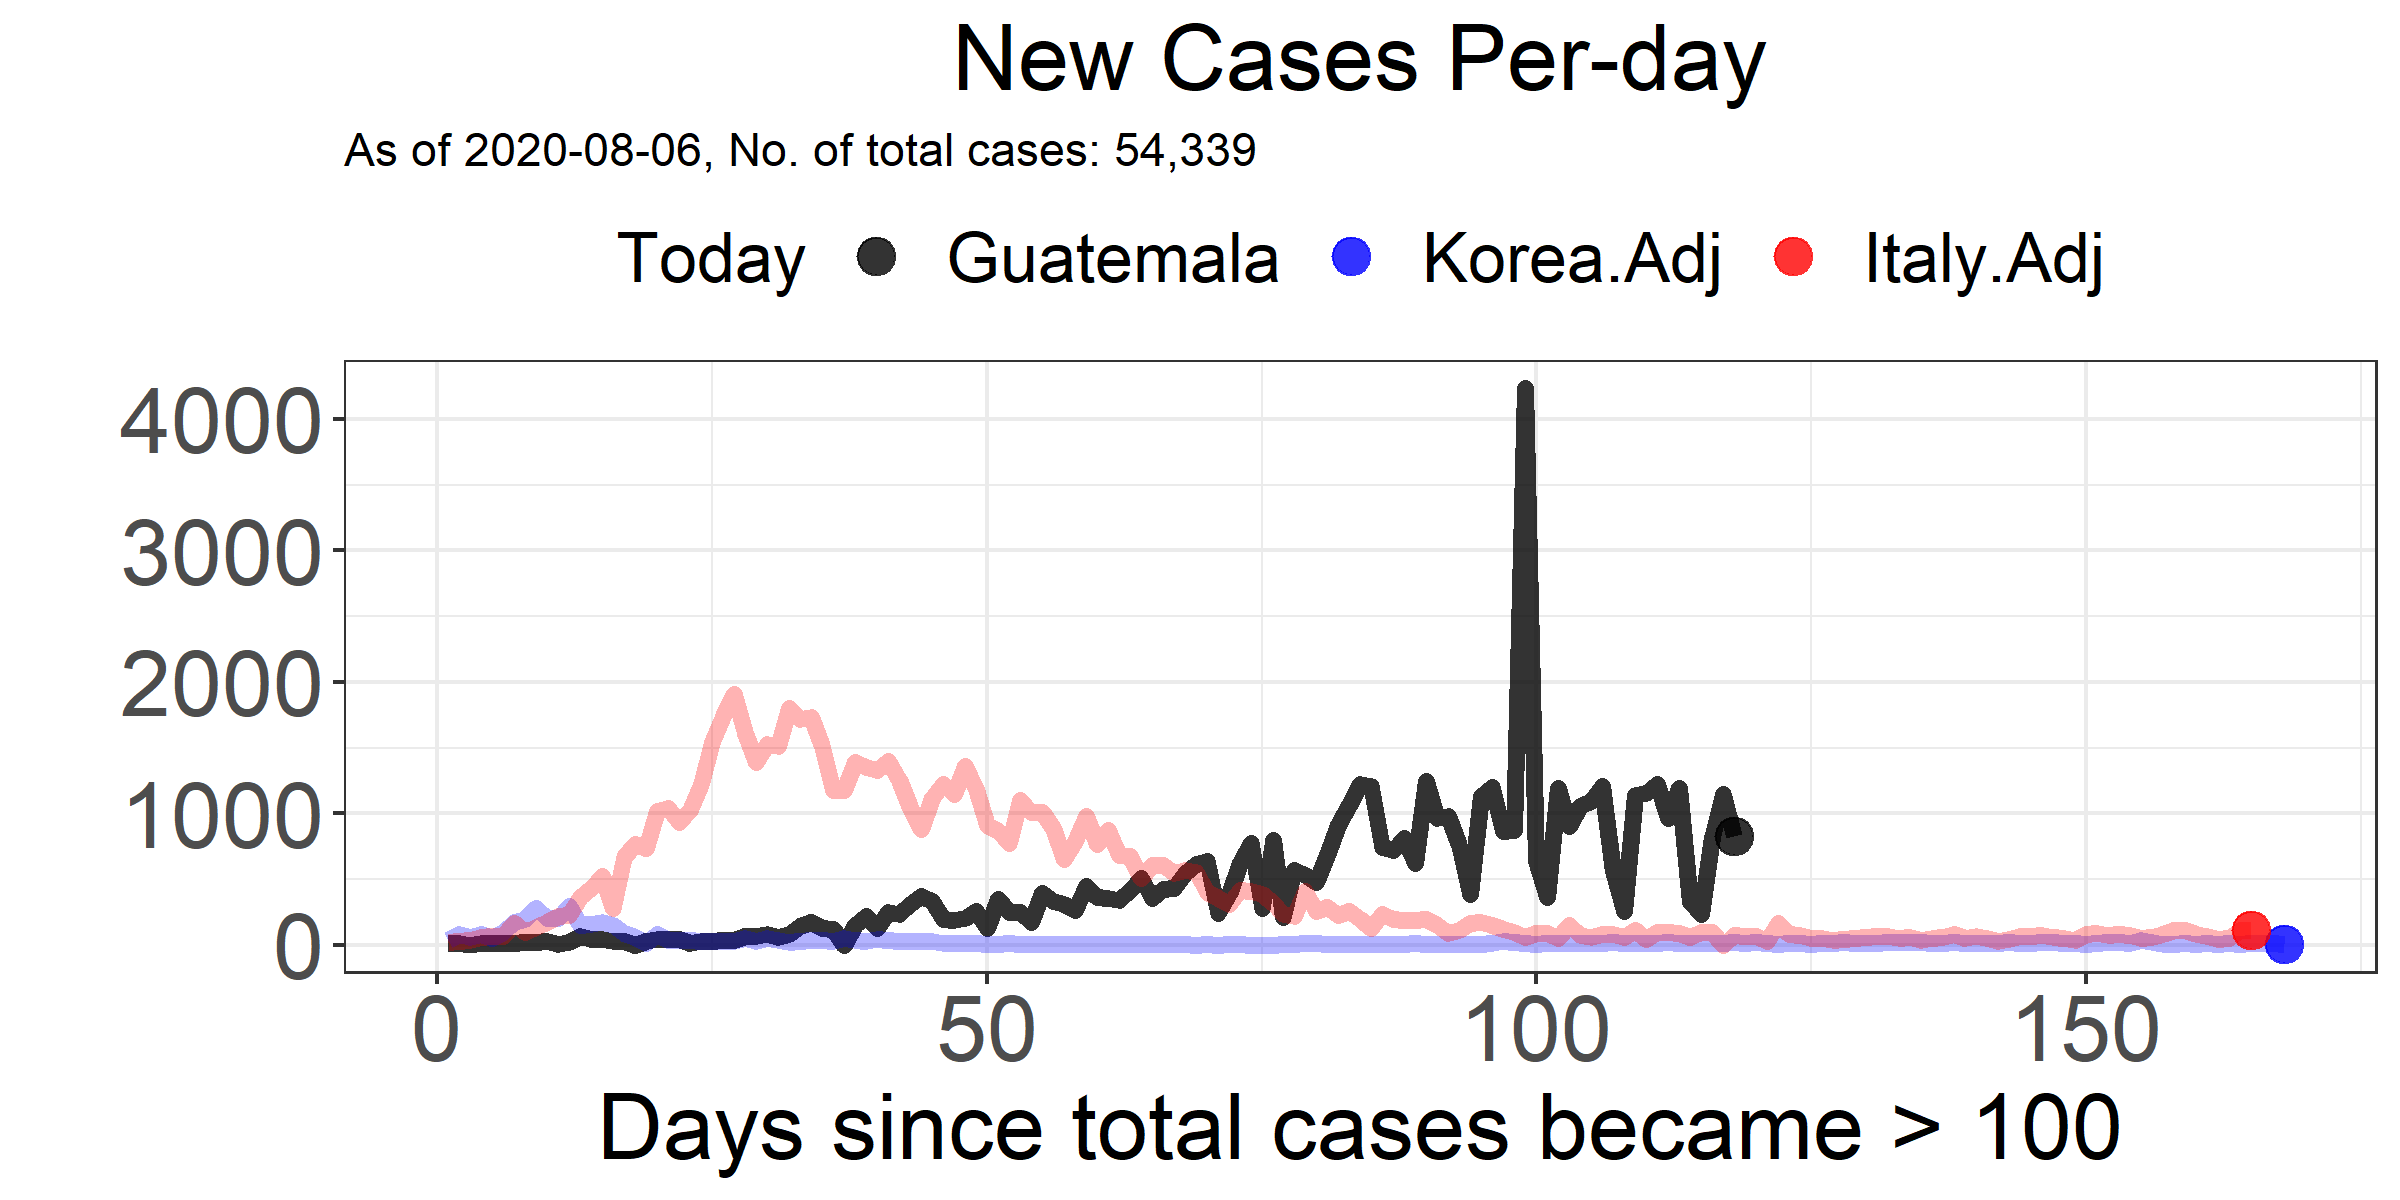 New Cases Per-day
As of 2020-08-06, No. of total cases: 54,339
Today Guatemala Korea.Adj Italy.Adj
4000
3000
2000
1000
0
0 50 100 150
Days since total cases became > 100